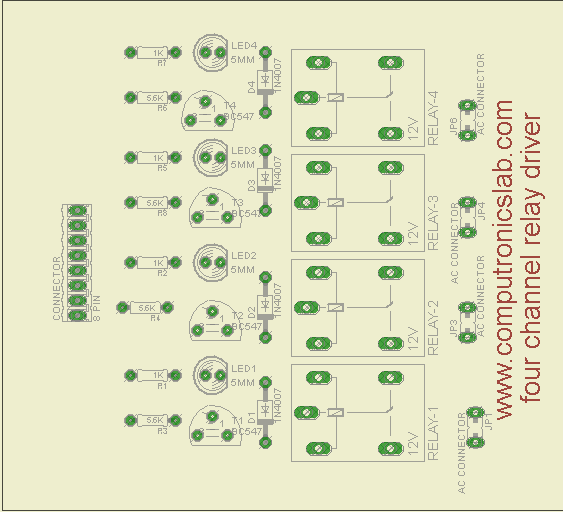 LED4
1K
R7
5MM
D4
1N4007
5.6K
R6
T4
BC547
12V
RELAY-4
JP6
AC CONNECTOR
LED3
1K
R5
5MM
D3
1N4007
5.6K
R8
T3
BC547
12V
RELAY-3
JP4
AC CONNECTOR
CONNECTOR
8 PIN
LED2
1K
R2
5MM
D2
1N4007
5.6K
R4
T2
BC547
12V
RELAY-2
JP3
AC CONNECTOR
LED1
1K
R1
5MM
D1
1N4007
5.6K
R3
T1
BC547
12V
RELAY-1
JP1
AC CONNECTOR
www.computronicslab.com
four channel relay driver